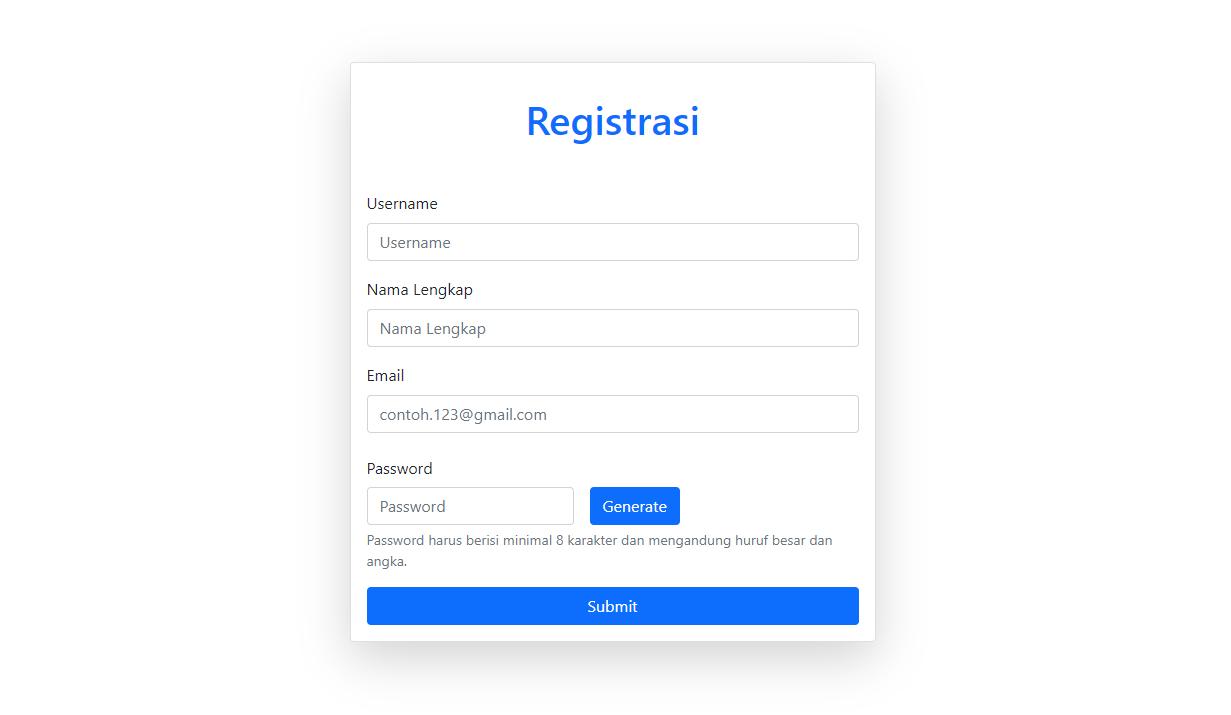 Registrasi
Username
Username
Nama Lengkap
Nama Lengkap
Email
contoh.123@gmail.com
Password
Password Generate
Password harus berisi minimal 8 karakter dan mengandung huruf besar dan
angka.
Submit